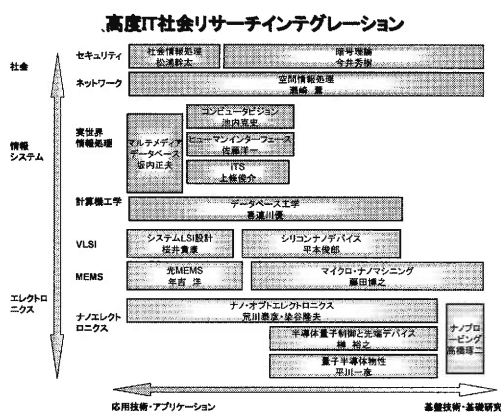 高度IT社会リサーチインテグレーション
社会
セキュリティ
社会情報処理
松浦幹太
暗号理論
今井秀樹
ネットワーク
空間情報処理
瀬崎 薫
情報
システム
実世界
情報処理
マルチメディア
データベース
坂内正夫
コンピュータビジョン
池内克史
ヒューマンインターフェース
佐藤洋一
ITS
上條俊介
計算機工学
データベース工学
喜連川優
VLSI
システムLSI設計
桜井貴康
シリコンナノデバイス
平本俊郎
MEMS
光MEMS
年吉 洋
マイクロ・ナノマシニング
藤田博之
エレクトロ
ニクス
ナノエレクト
ロニクス
ナノ・オプトエレクトロニクス
荒川泰彦・染谷隆夫
半導体量子制御と先端デバイス
榊 裕之
量子半導体物性
平川一彦
ナノプロ
ービング
高橋琢二
応用技術・アプリケーション
基盤技術・基礎研究